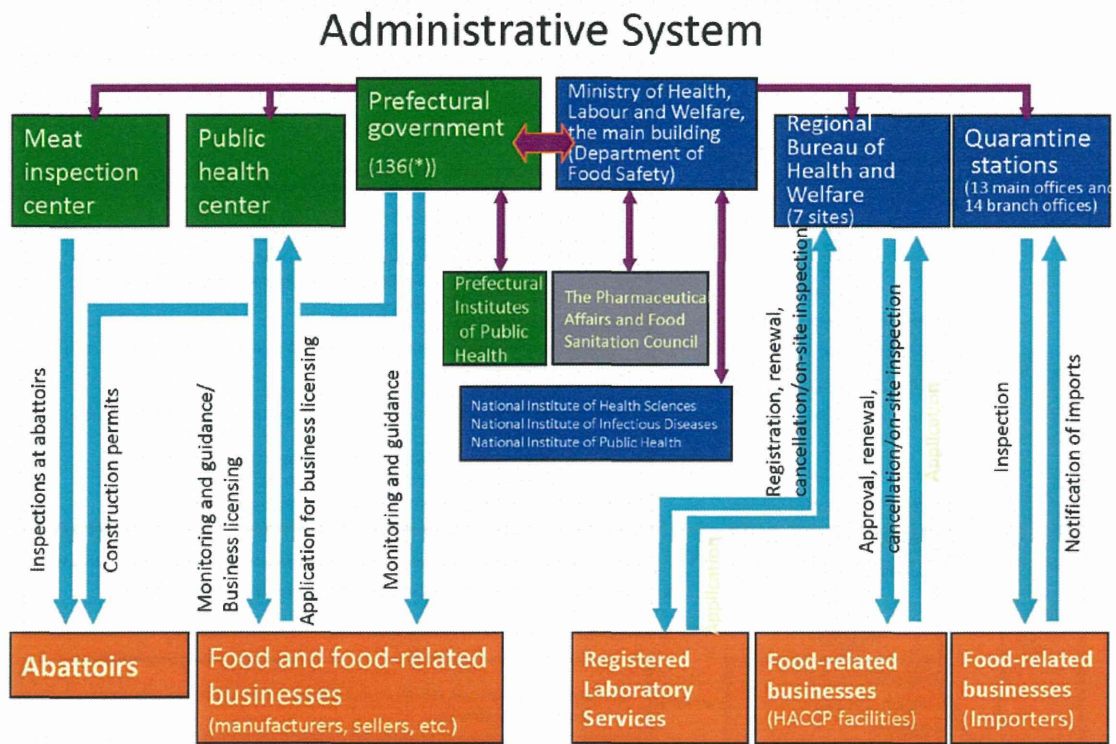 Administrative System
Meat
inspection
center
Public
health
center
Prefectural
government
(136(*))
Ministry of Health,
Labour and Welfare,
the main building
(Department of
Food Safety)
Regional
Bureau of
Health and
Welfare
(7 sites)
Quarantine
stations
(13 main offices and
14 branch offices)
Prefectural
Institutes
of Public
Health
The Pharmaceutical
Affairs and Food
Sanitation Council
National Institute of Health Sciences
National Institute of Infectious Diseases
National Institute of Public Health
Inspections at abattoirs
Construction permits
Monitoring and guidance/
Business licensing
Application for business licensing
Monitoring and guidance
Registration, renewal,
cancellation/on-site inspection
Application
Approval, renewal,
cancellation/on-site inspection
Application
Inspection
Notification of imports
Abattoirs
Food and food-related
businesses
(manufacturers, sellers, etc.)
Registered
Laboratory
Services
Food-related
businesses
(HACCP facilities)
Food-related
businesses
(Importers)